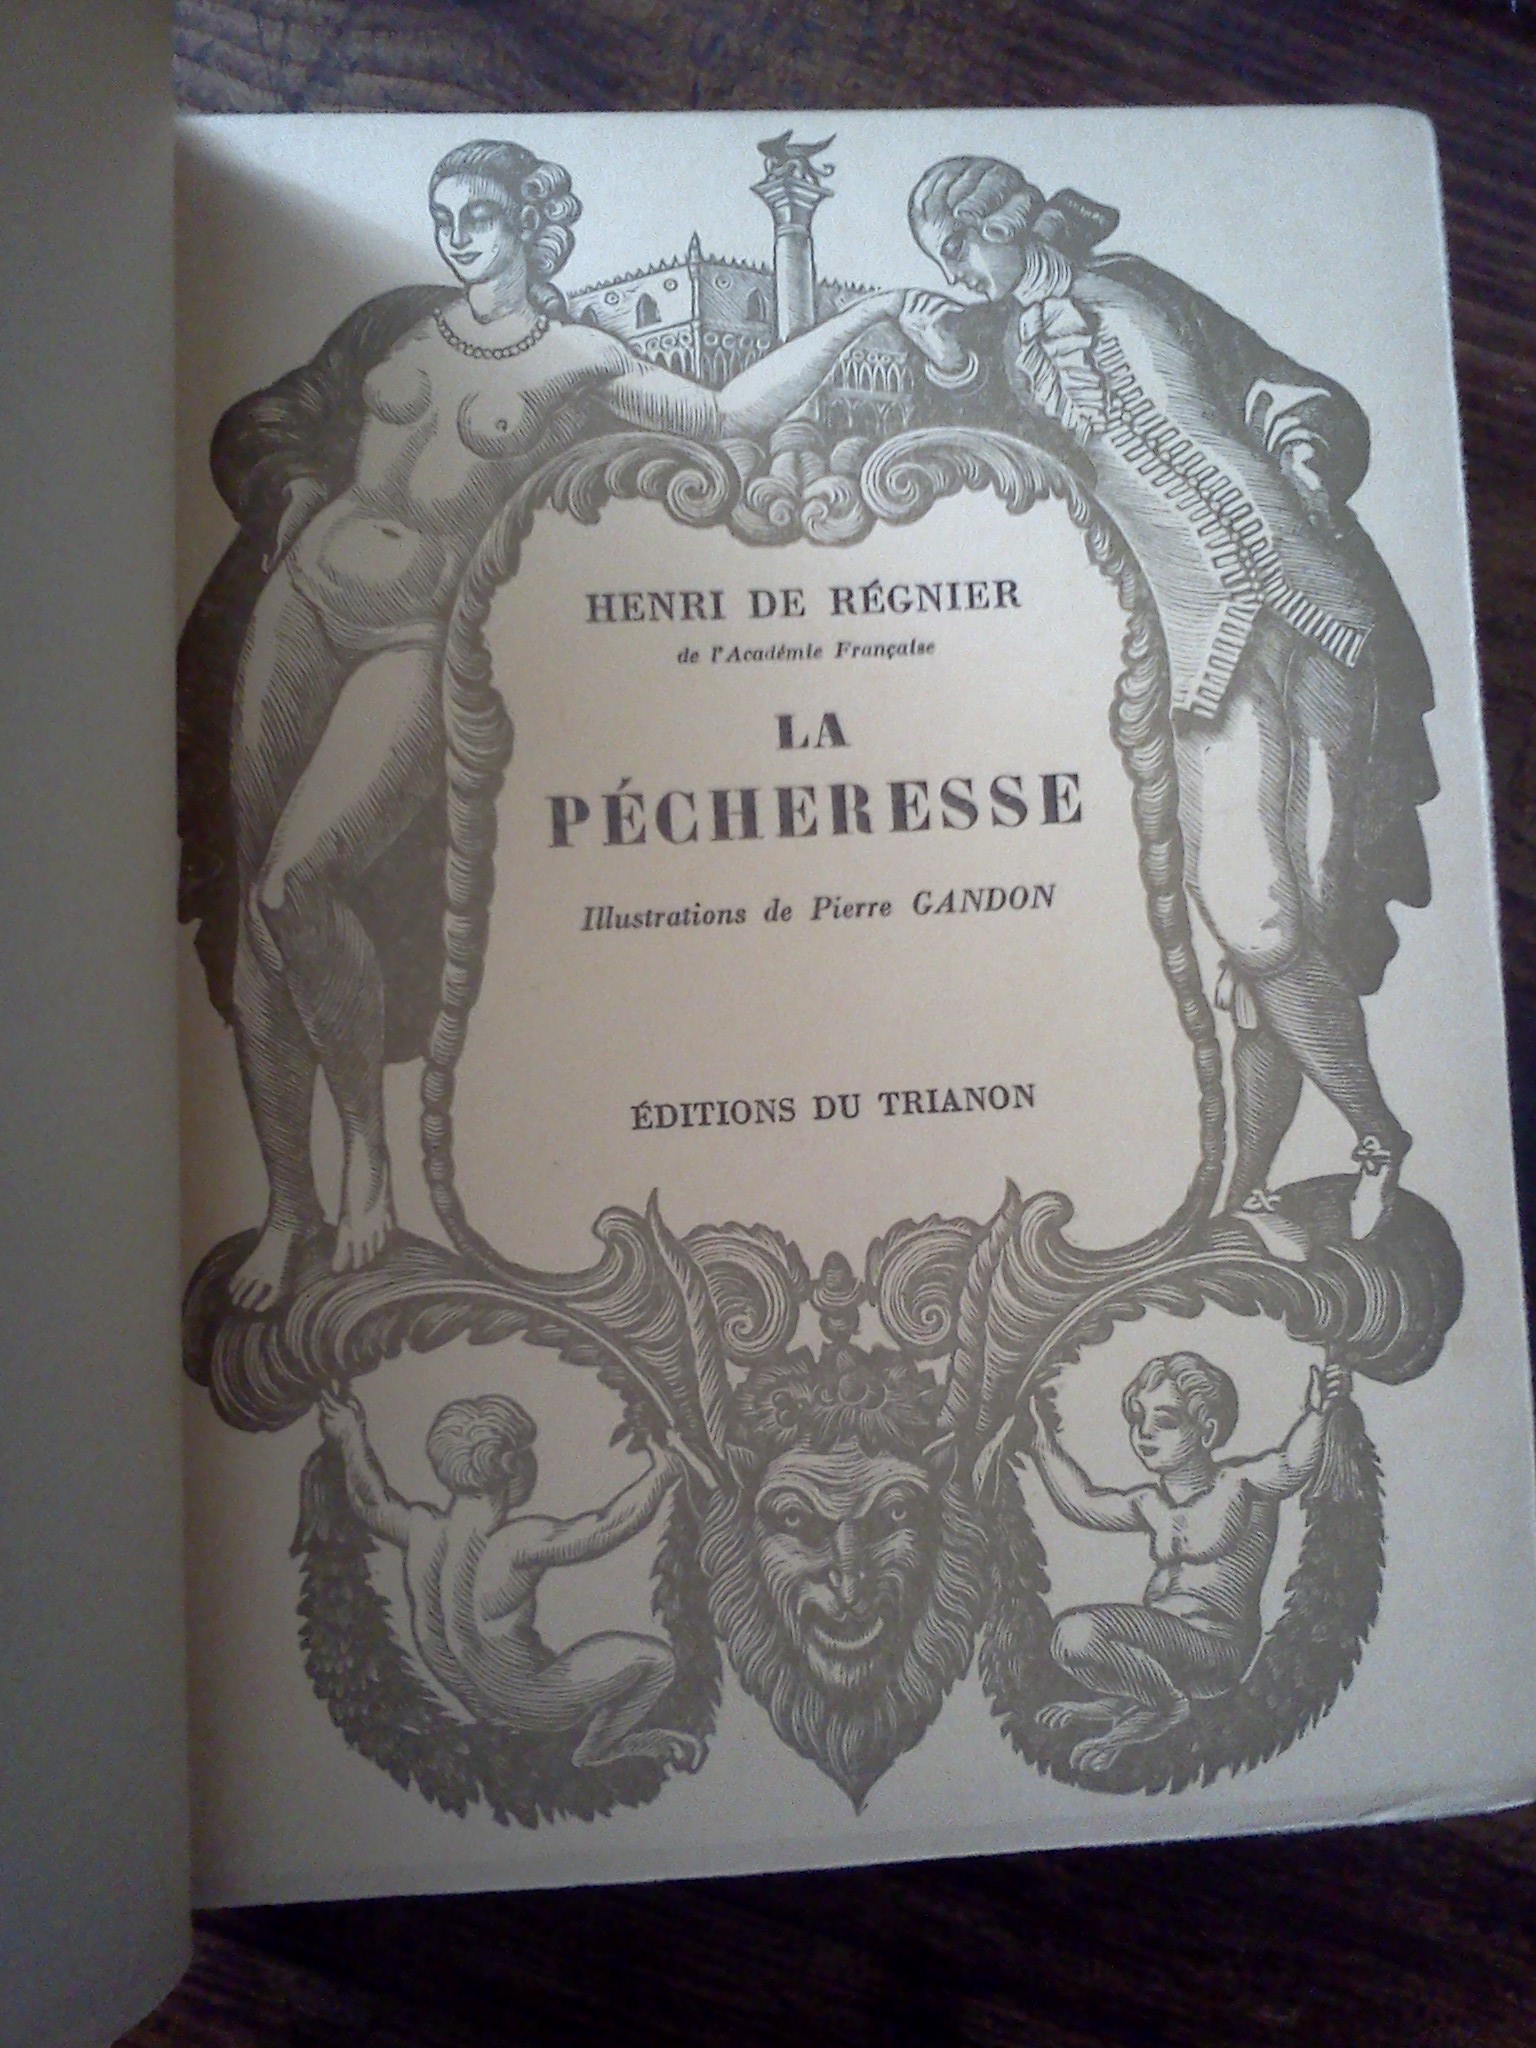 HENRI DE RÉGNIER
de l'Académie Française
LA
PÉCHERESSE
Illustrations de Pierre GANDON
ÉDITIONS DU TRIANON